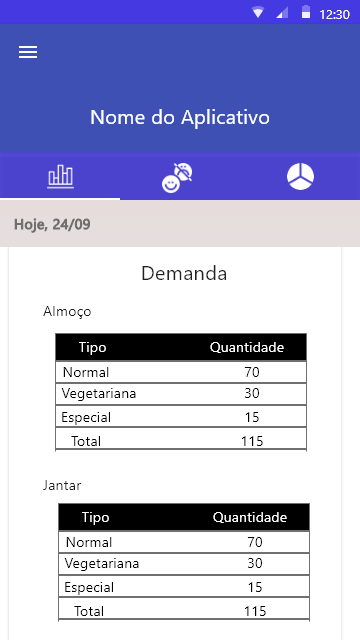 12:30
Nome do Aplicativo
Hoje, 24/09
Demanda
Almoço
Tipo Quantidade
Normal 70
Vegetariana 30
Especial 15
Total 115
Jantar
Tipo Quantidade
Normal 70
Vegetariana 30
Especial 15
Total 115